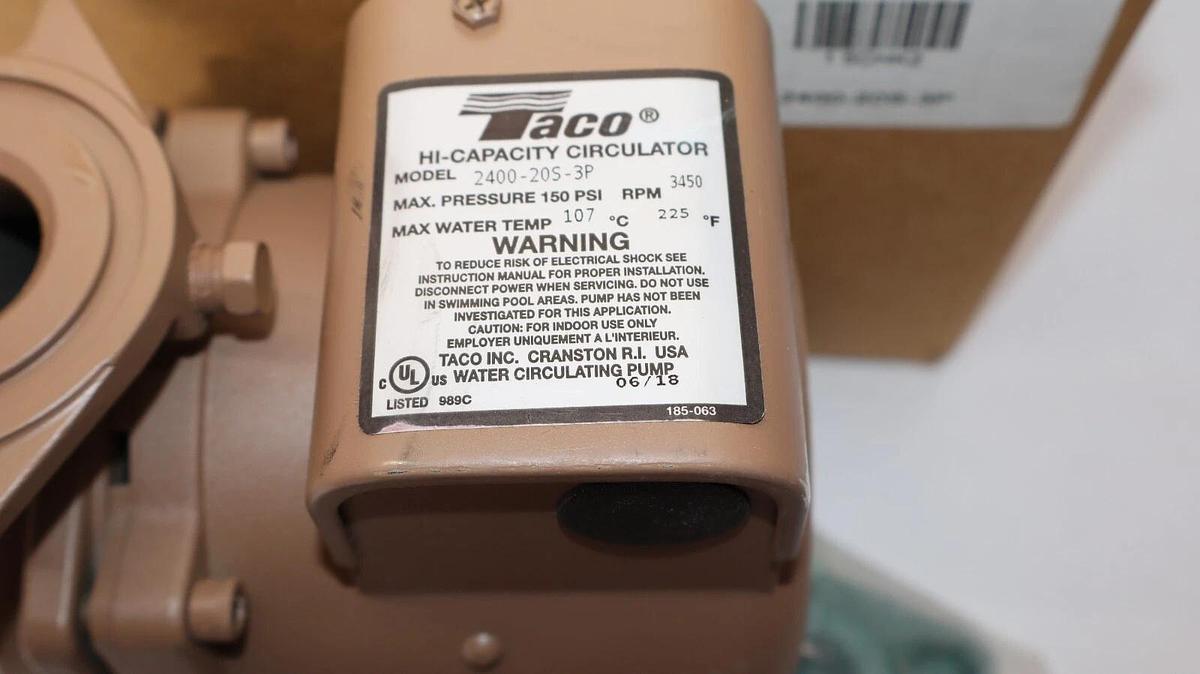 Taco®
HI-CAPACITY CIRCULATOR
MODEL 2400-20S-3P
MAX. PRESSURE 150 PSI RPM 3450
MAX WATER TEMP 107 °C 225 °F
WARNING
TO REDUCE RISK OF ELECTRICAL SHOCK SEE
INSTRUCTION MANUAL FOR PROPER INSTALLATION.
DISCONNECT POWER WHEN SERVICING. DO NOT USE
IN SWIMMING POOL AREAS. PUMP HAS NOT BEEN
INVESTIGATED FOR THIS APPLICATION.
CAUTION: FOR INDOOR USE ONLY
EMPLOYER UNIQUEMENT A L'INTERIEUR.
TACO INC. CRANSTON R.I. USA
C UL US WATER CIRCULATING PUMP
06/18
LISTED 989C
185-063
2400-20S-3P